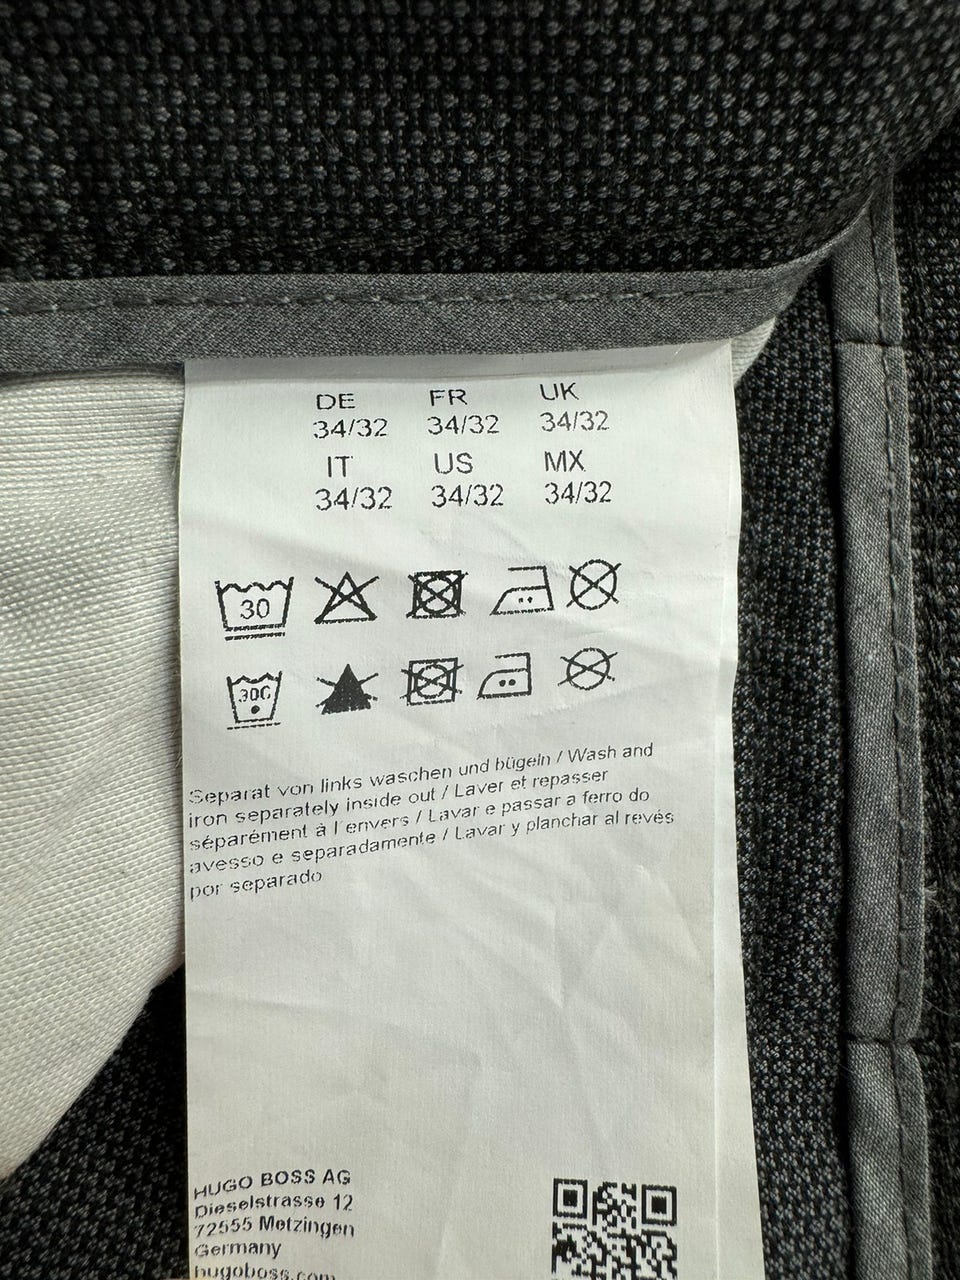 DE FR UK
34/32 34/32 34/32
IT US MX
34/32 34/32 34/32
30
30C
Separat von links waschen und bügeln / Wash and
iron separately inside out / Laver et repasser
séparément à l'envers / Lavar e passar a ferro do
avesso e separadamente / Lavar y planchar al revés
por separado
HUGO BOSS AG
Dieselstrasse 12
72555 Metzingen
Germany
hugoboss.com